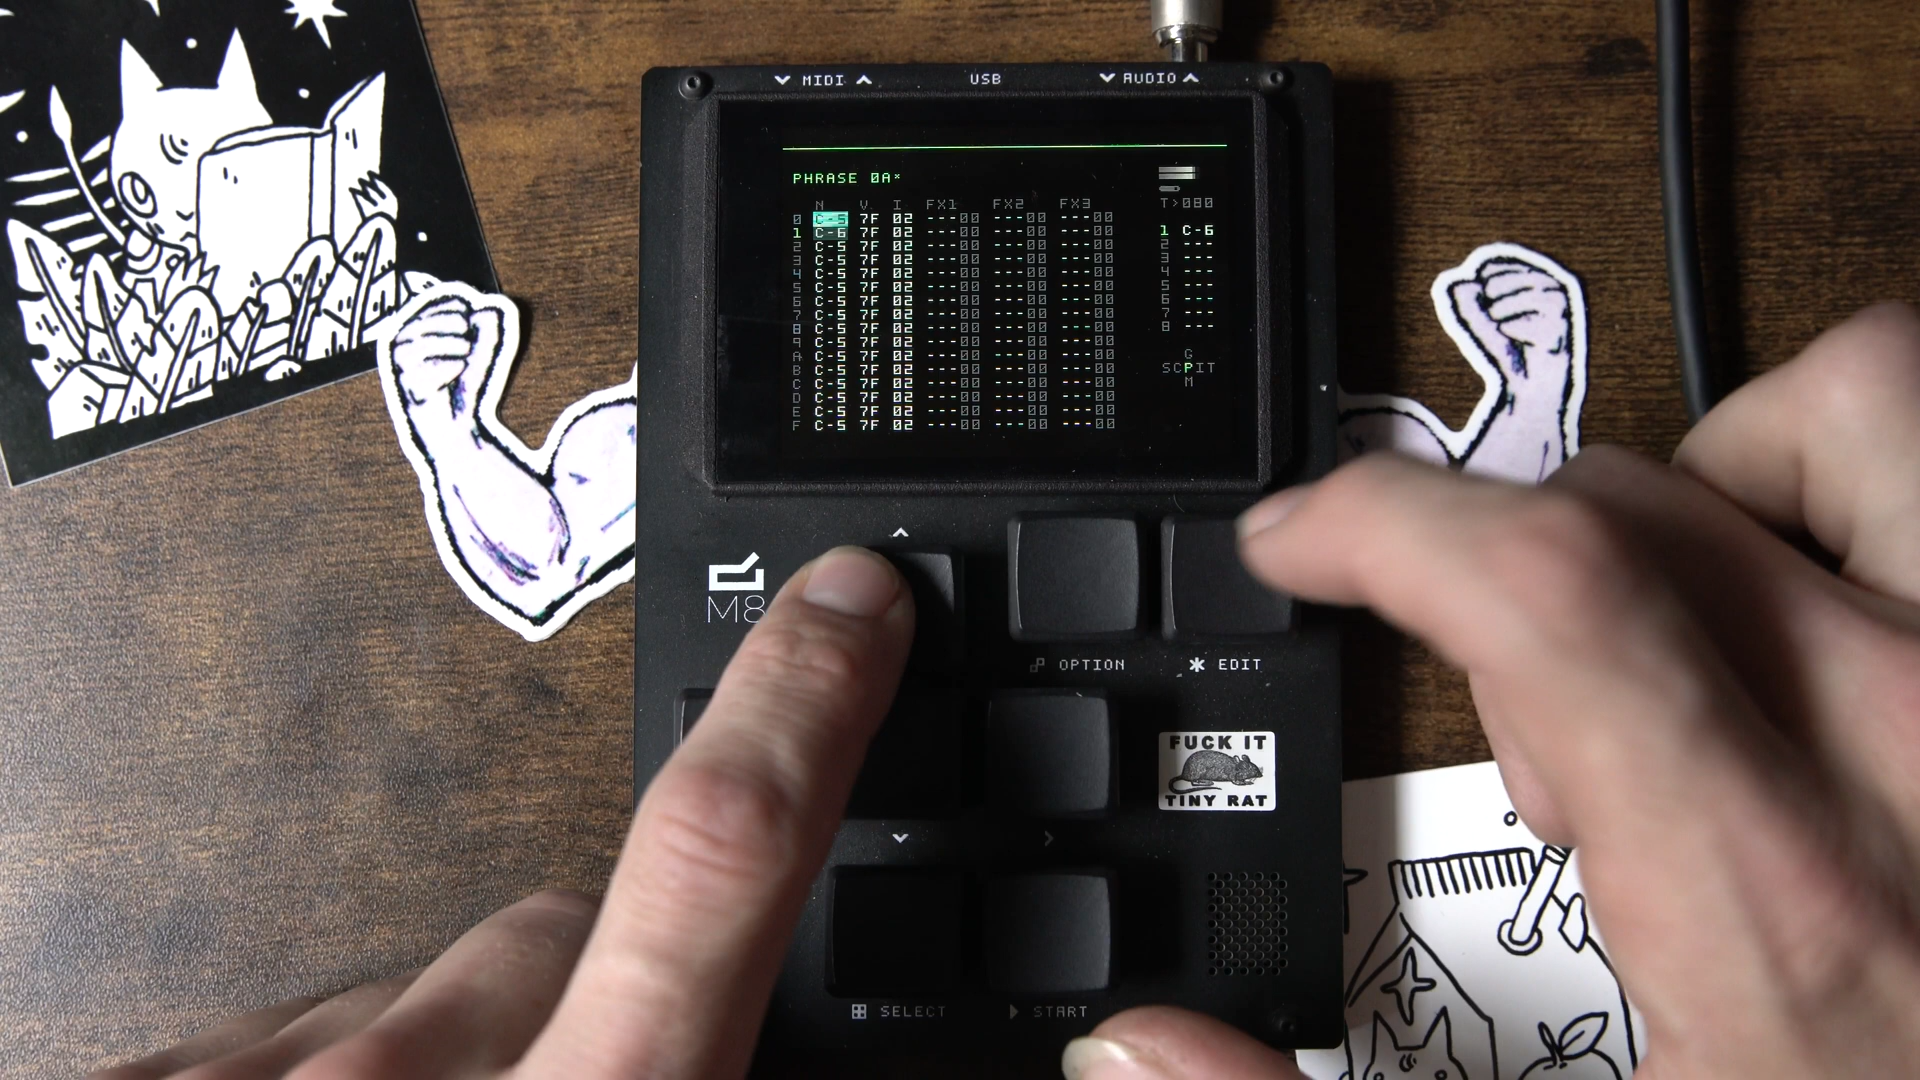 MIDI USB AUDIO
PHRASE 0A*
N V I FX1 FX2 FX3
T>080
0 C-5 7F 02 ---00 ---00 ---00
1 C-6 7F 02 ---00 ---00 ---00
2 C-5 7F 02 ---00 ---00 ---00
3 C-5 7F 02 ---00 ---00 ---00
4 C-5 7F 02 ---00 ---00 ---00
5 C-5 7F 02 ---00 ---00 ---00
6 C-5 7F 02 ---00 ---00 ---00
7 C-5 7F 02 ---00 ---00 ---00
8 C-5 7F 02 ---00 ---00 ---00
9 C-5 7F 02 ---00 ---00 ---00
A C-5 7F 02 ---00 ---00 ---00
B C-5 7F 02 ---00 ---00 ---00
C C-5 7F 02 ---00 ---00 ---00
D C-5 7F 02 ---00 ---00 ---00
E C-5 7F 02 ---00 ---00 ---00
F C-5 7F 02 ---00 ---00 ---00
1 C-6
2 ---
3 ---
4 ---
5 ---
6 ---
7 ---
8 ---
G
SCPIT
M
M8
OPTION
* EDIT
FUCK IT
TINY RAT
SELECT
START